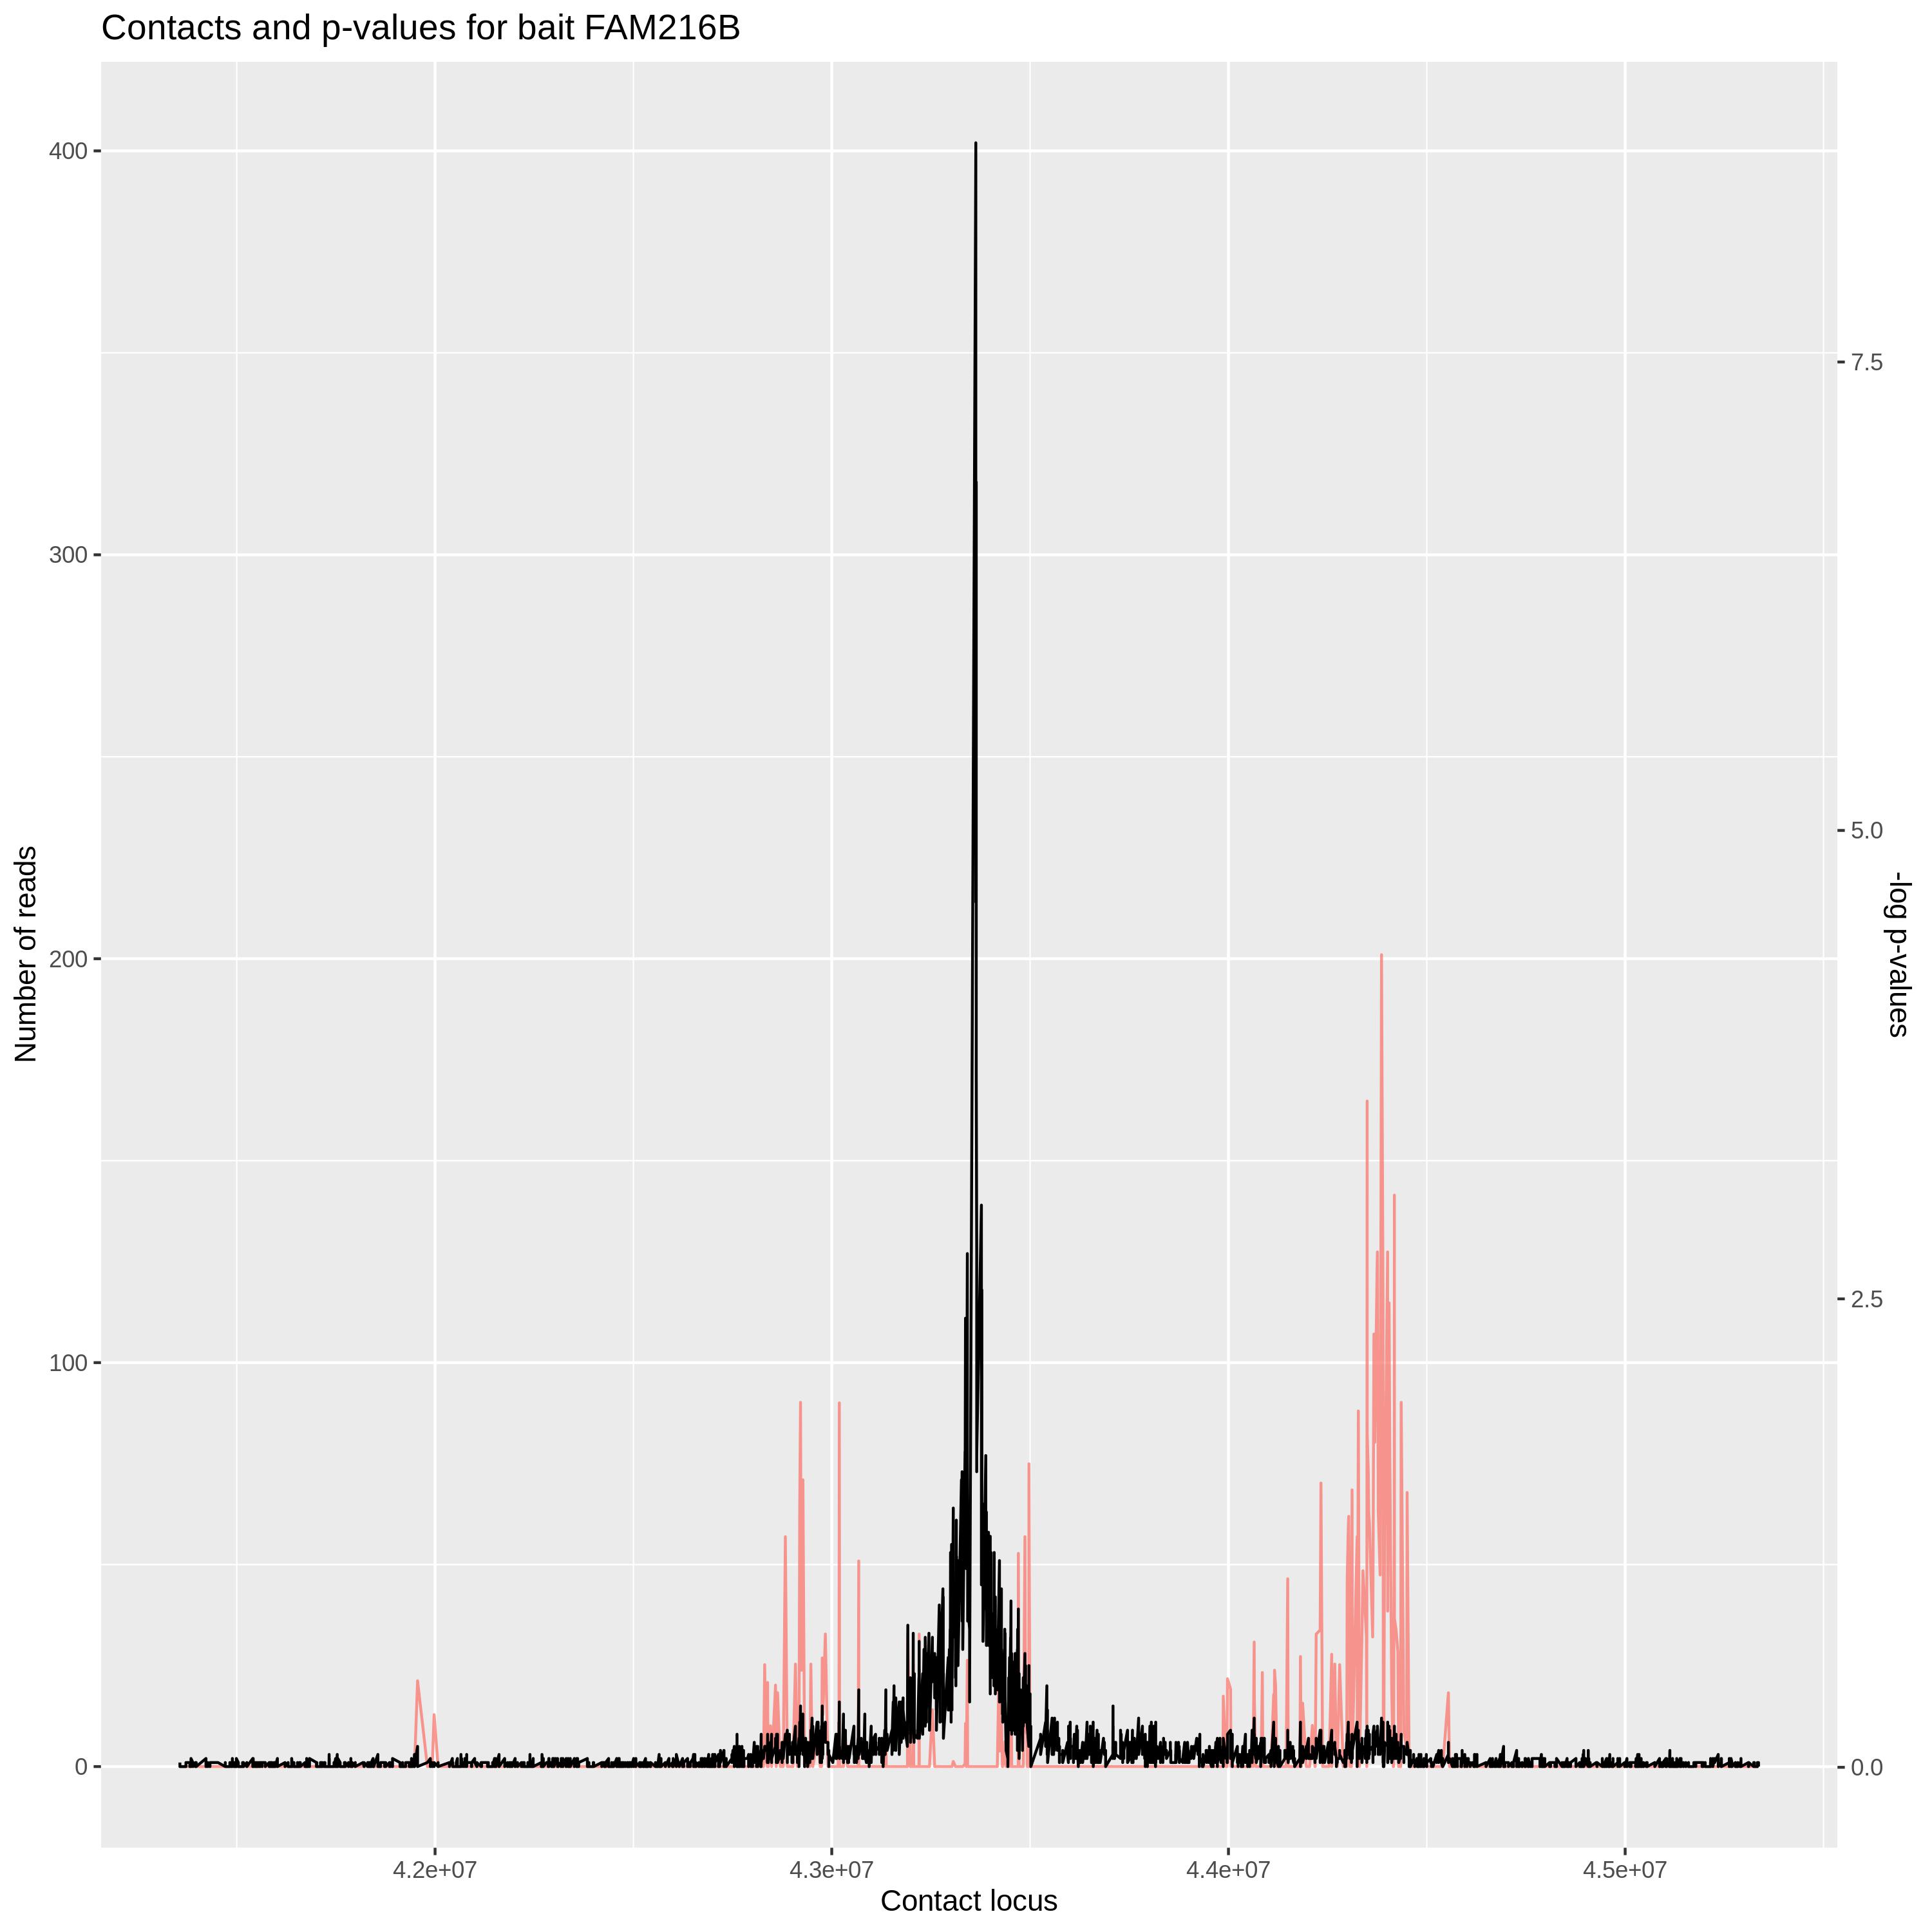 Contacts and p-values for bait FAM216B
400
300
200
100
0
Number of reads
7.5
5.0
2.5
0.0
-log p-values
4.2e+07
4.3e+07
4.4e+07
4.5e+07
Contact locus